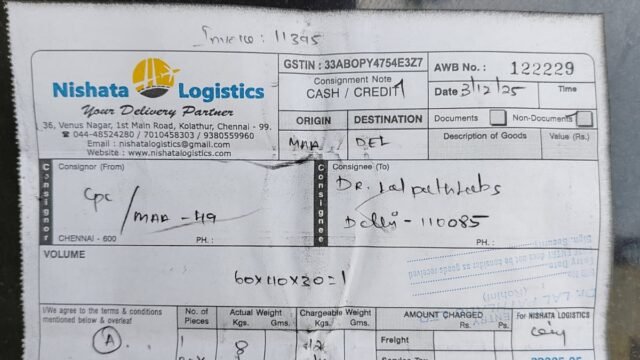 Invoice : 11395
Nishata Logistics
Your Delivery Partner
36, Venus Nagar, 1st Main Road, Kolathur, Chennai - 99.
☎ 044-48524280 / 7010458303 / 9380559960
Email : nishatalogistics@gmail.com
Website : www.nishatalogistics.com
GSTIN : 33ABOPY4754E3Z7
Consignment Note
CASH / CREDIT
ORIGIN DESTINATION
MAA DEL
AWB No. : 122229
Date 3/12/25 Time
Documents Non-Documents
Description of Goods Value (Rs.)
Consignor
Consignor (From)
Cpc / MAA - 49
CHENNAI - 600 PH. :
Consignee
Consignee (To)
Dr. Lal pathLabs
Delhi - 110085
PH. :
VOLUME
60x40x30=1
I/We agree to the terms & conditions
mentioned below & overleaf
A
No. of Pieces
1
Actual Weight
Kgs. Gms.
8
Chargeable Weight
Kgs. Gms.
AMOUNT CHARGED
Rs. Ps.
Freight
For NISHATA LOGISTICS